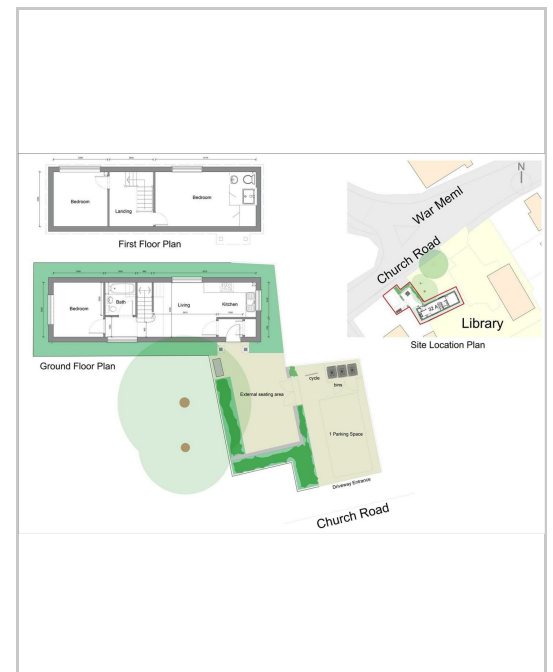 Bedroom
Landing
Bedroom
First Floor Plan
Bedroom
Bath
Living
Kitchen
Ground Floor Plan
External seating area
cycle
bins
1 Parking Space
Driveway Entrance
Church Road
N
War Meml
Church Road
Library
Site Location Plan